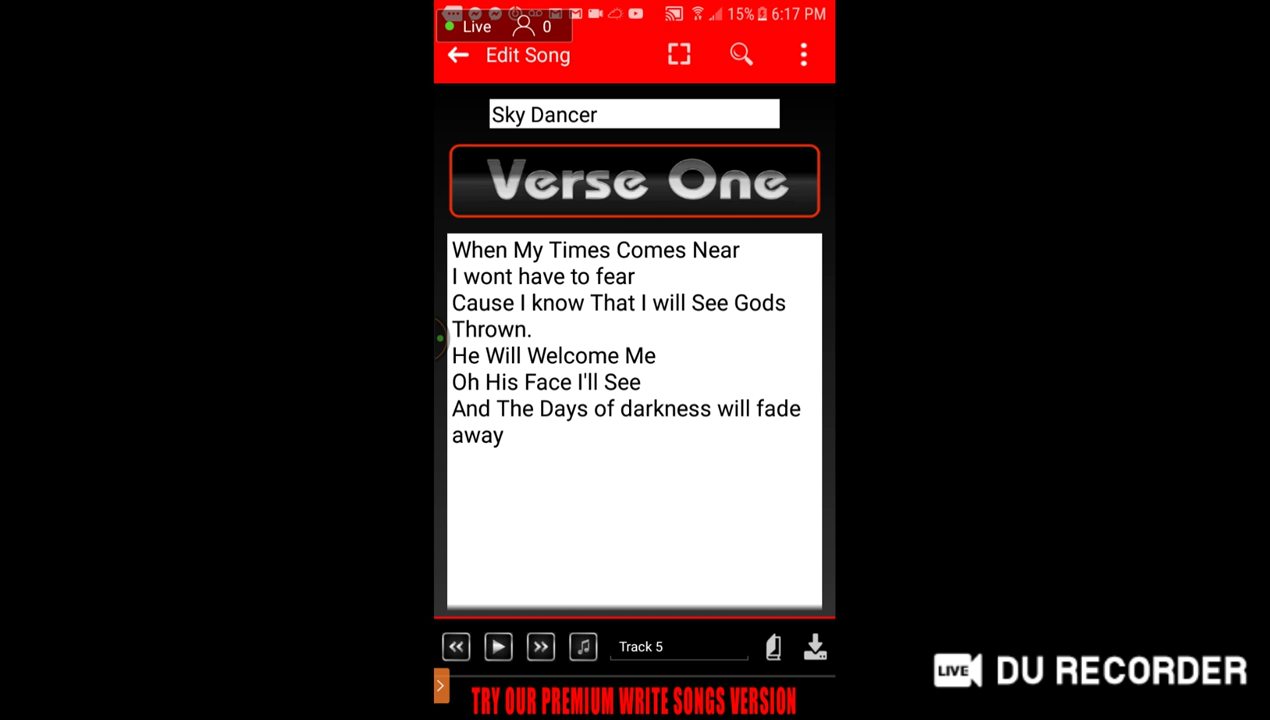 15% 6:17 PM
Live 0
Edit Song
Sky Dancer
Verse One
When My Times Comes Near
I wont have to fear
Cause I know That I will See Gods
Thrown.
He Will Welcome Me
Oh His Face I'll See
And The Days of darkness will fade
away
Track 5
TRY OUR PREMIUM WRITE SONGS VERSION
LIVE DU RECORDER